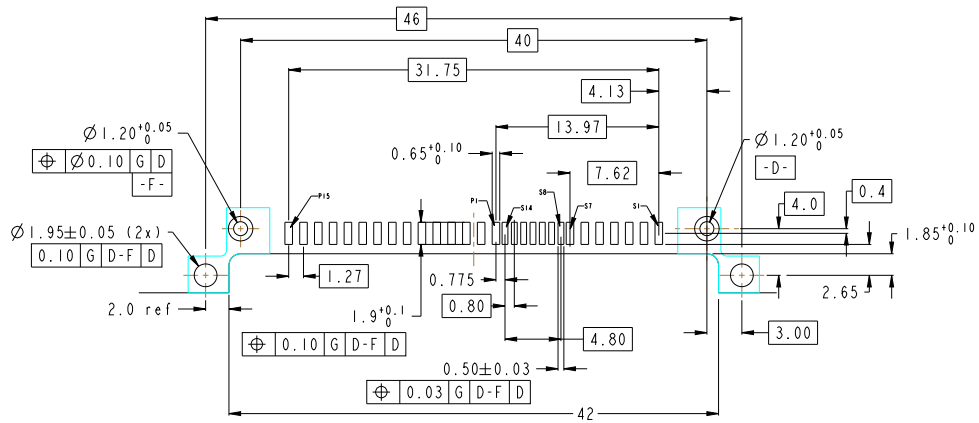 46
40
31.75
4.13
13.97
Ø1.20 +0.05 0
0.65 +0.10 0
Ø1.20 +0.05 0
⌖ Ø0.10 G D
-F-
7.62
-D-
0.4
P15
P1
S14
S8
S7
S1
4.0
Ø1.95±0.05 (2x)
0.10 G D-F D
1.85 +0.10 0
1.27
0.775
2.65
2.0 ref
0.80
1.9 +0.1 0
4.80
3.00
⌖ 0.10 G D-F D
0.50±0.03
⌖ 0.03 G D-F D
42